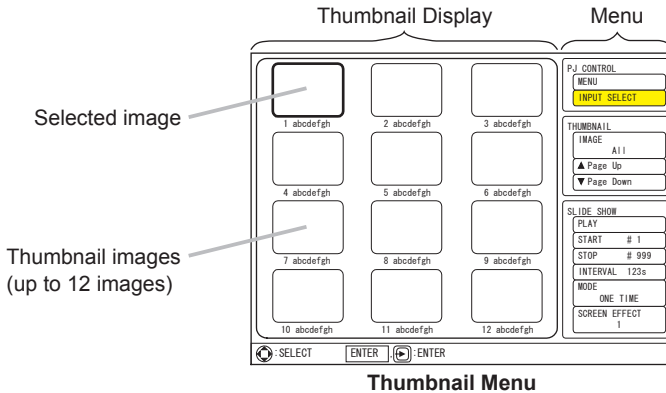 Thumbnail Display
Menu
Selected image
Thumbnail images
(up to 12 images)
1 abcdefgh
2 abcdefgh
3 abcdefgh
4 abcdefgh
5 abcdefgh
6 abcdefgh
7 abcdefgh
8 abcdefgh
9 abcdefgh
10 abcdefgh
11 abcdefgh
12 abcdefgh
PJ CONTROL
MENU
INPUT SELECT
THUMBNAIL
IMAGE
All
▲ Page Up
▼ Page Down
SLIDE SHOW
PLAY
START # 1
STOP # 999
INTERVAL 123s
MODE
ONE TIME
SCREEN EFFECT
1
:SELECT ENTER , :ENTER
Thumbnail Menu